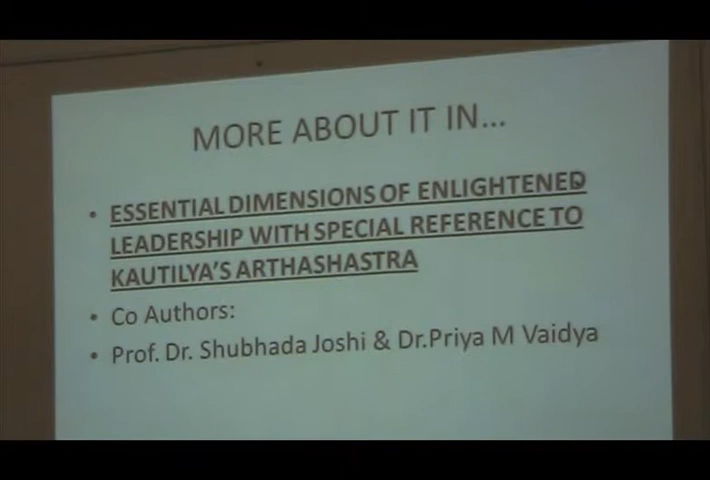 MORE ABOUT IT IN...
• ESSENTIAL DIMENSIONS OF ENLIGHTENED
LEADERSHIP WITH SPECIAL REFERENCE TO
KAUTILYA'S ARTHASHASTRA
• Co Authors:
• Prof. Dr. Shubhada Joshi & Dr.Priya M Vaidya